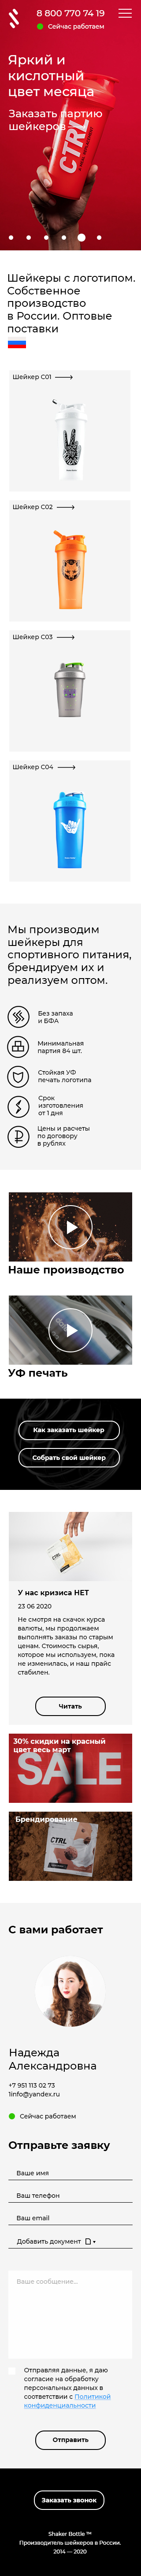 8 800 770 74 19
Сейчас работаем
Яркий и
кислотный
цвет месяца
Заказать партию
шейкеров
CTRL
Шейкеры с логотипом.
Собственное
производство
в России. Оптовые
поставки
Шейкер С01
Шейкер С02
Шейкер С03
Шейкер С04
Мы производим
шейкеры для
спортивного питания,
брендируем их и
реализуем оптом.
Без запаха
и БФА
Минимальная
партия 84 шт.
Стойкая УФ
печать логотипа
Срок
изготовления
от 1 дня
Цены и расчеты
по договору
в рублях
Наше производство
УФ печать
Как заказать шейкер
Собрать свой шейкер
У нас кризиса НЕТ
23 06 2020
Не смотря на скачок курса
валюты, мы продолжаем
выполнять заказы по старым
ценам. Стоимость сырья,
которое мы используем, пока
не изменилась, и наш прайс
стабилен.
Читать
30% скидки на красный
цвет весь март
SALE
Брендирование
CTRL
С вами работает
Надежда
Александровна
+7 951 113 02 73
1info@yandex.ru
Сейчас работаем
Отправьте заявку
Ваше имя
Ваш телефон
Ваш email
Добавить документ
Ваше сообщение...
Отправляя данные, я даю
согласие на обработку
персональных данных в
соответствии с Политикой
конфиденциальности
Отправить
Заказать звонок
Shaker Bottle ™
Производитель шейкеров в России.
2014 — 2020